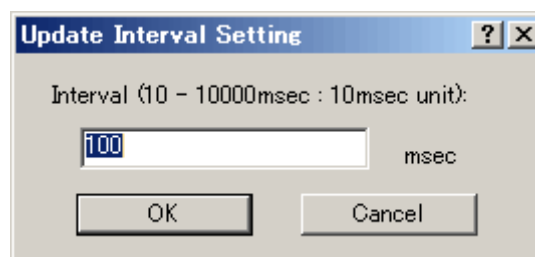 Update Interval Setting
Interval (10 - 10000msec : 10msec unit):
100 msec
OK Cancel